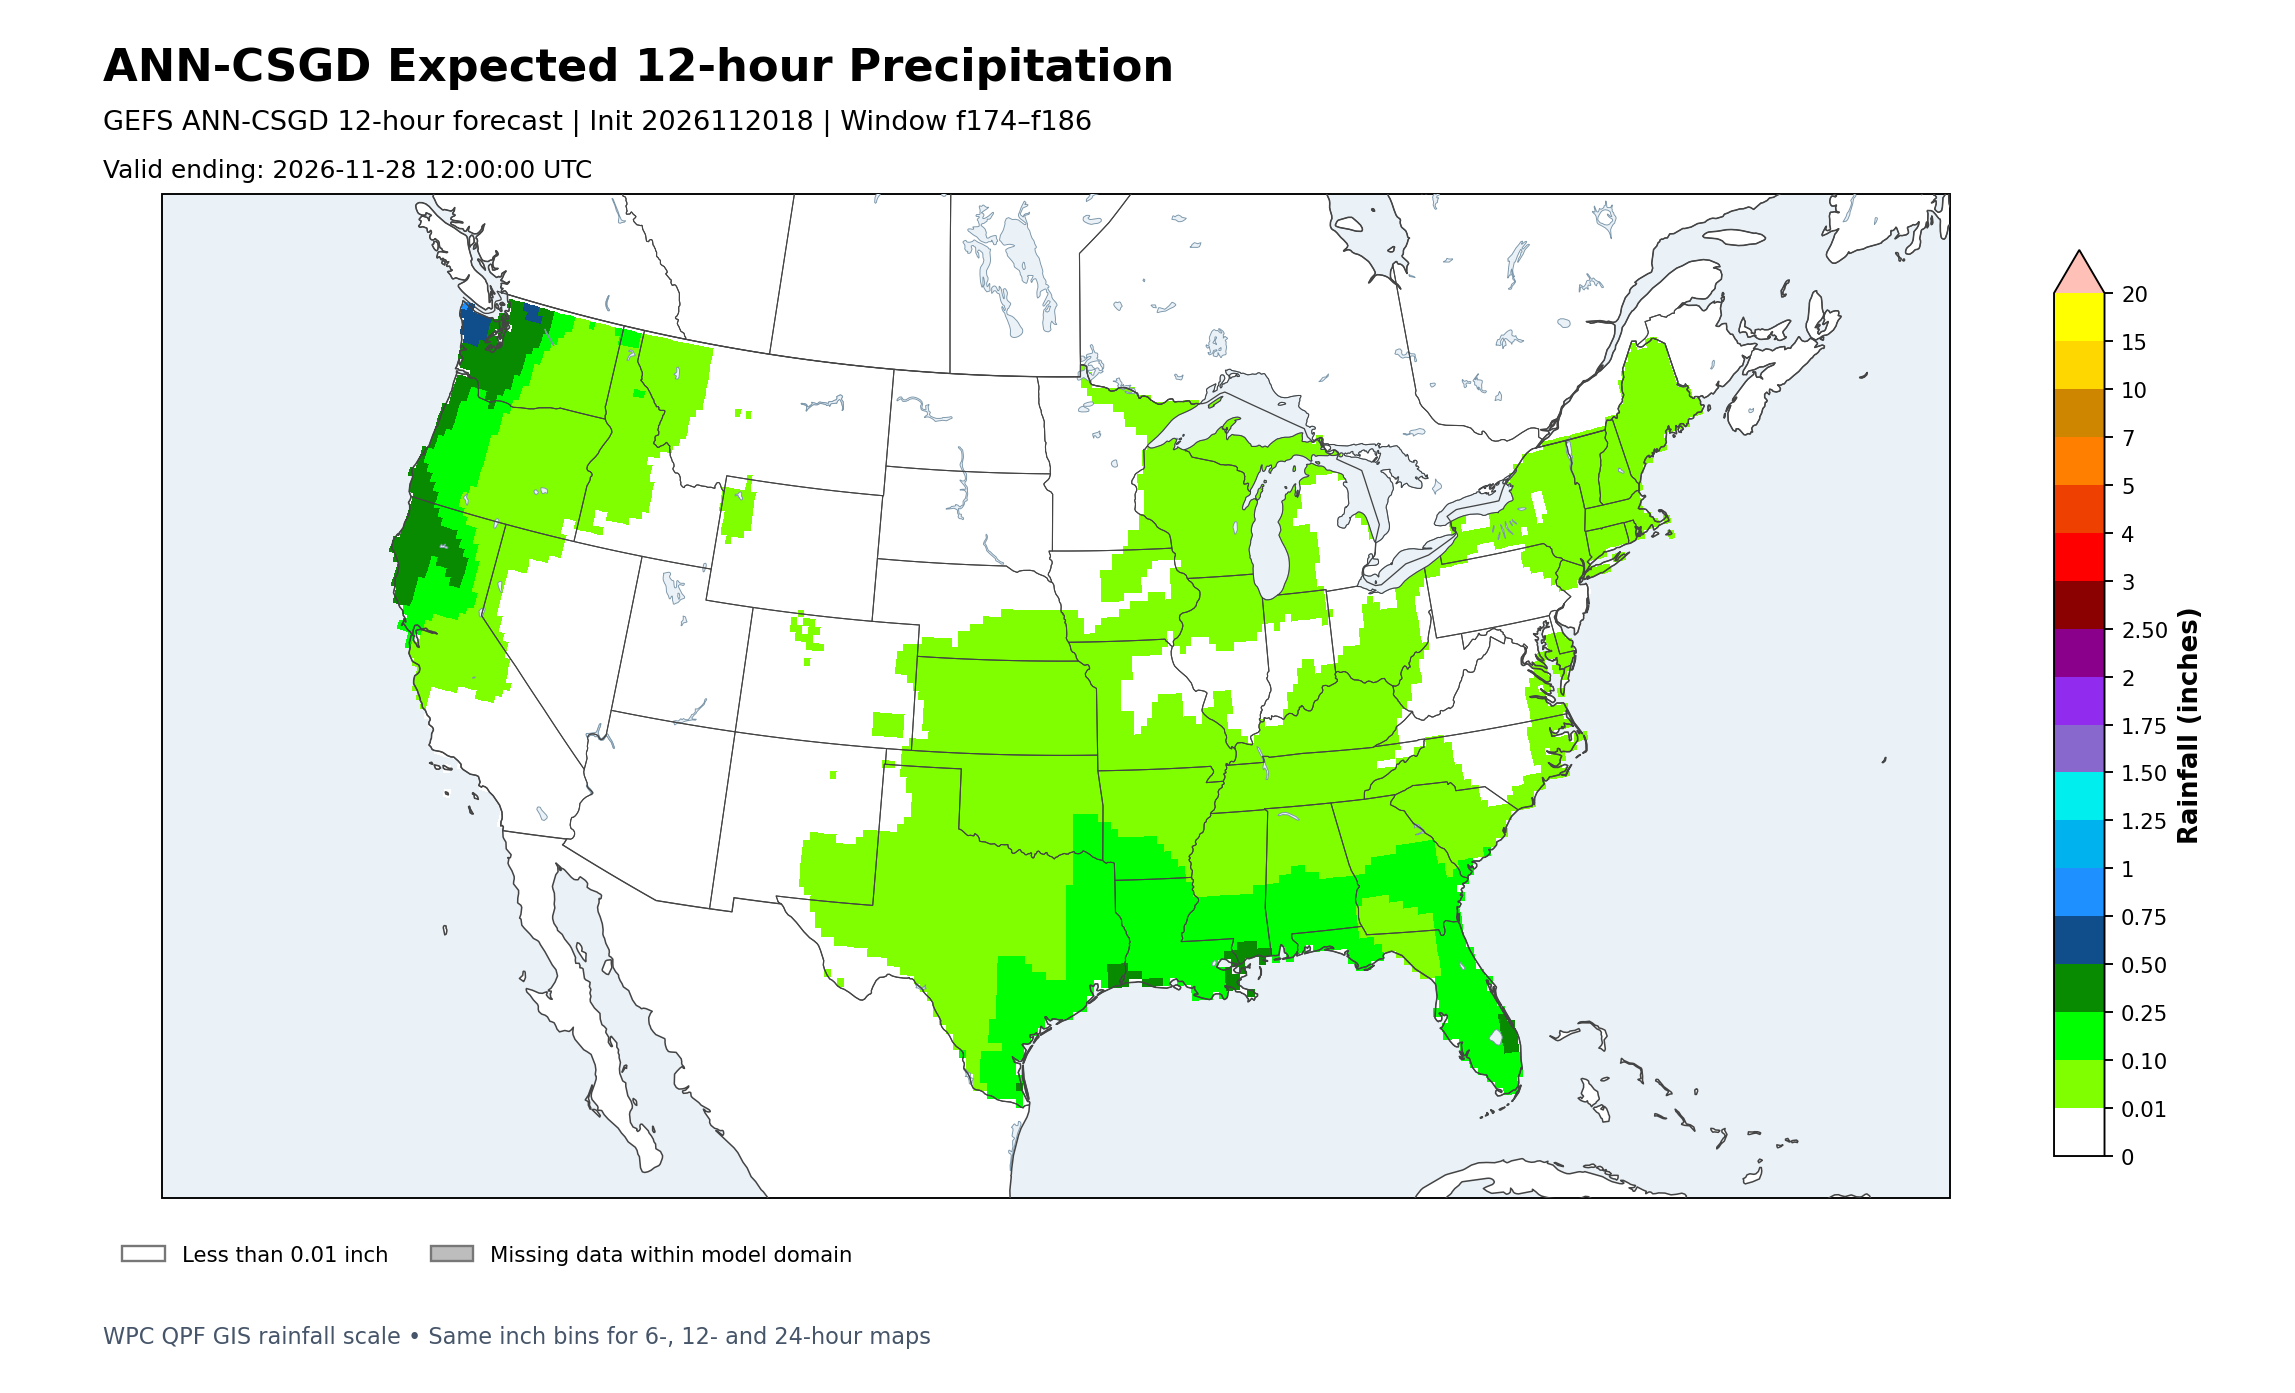 ANN-CSGD Expected 12-hour Precipitation
GEFS ANN-CSGD 12-hour forecast | Init 2026112018 | Window f174–f186
Valid ending: 2026-11-28 12:00:00 UTC
20
15
10
7
5
4
3
2.50
2
1.75
1.50
1.25
1
0.75
0.50
0.25
0.10
0.01
0
Rainfall (inches)
Less than 0.01 inch
Missing data within model domain
WPC QPF GIS rainfall scale • Same inch bins for 6-, 12- and 24-hour maps